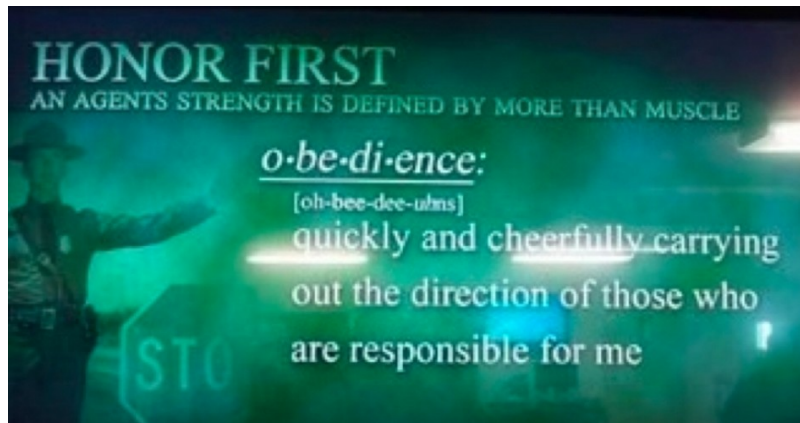 HONOR FIRST
AN AGENTS STRENGTH IS DEFINED BY MORE THAN MUSCLE
o·be·di·ence:
[oh-bee-dee-uhns]
quickly and cheerfully carrying
out the direction of those who
are responsible for me
STO